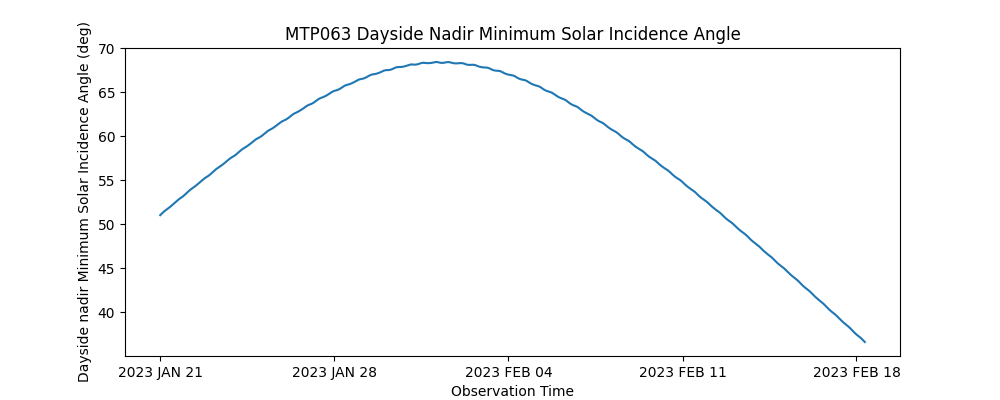 MTP063 Dayside Nadir Minimum Solar Incidence Angle
Dayside nadir Minimum Solar Incidence Angle (deg)
70
65
60
55
50
45
40
2023 JAN 21
2023 JAN 28
2023 FEB 04
2023 FEB 11
2023 FEB 18
Observation Time